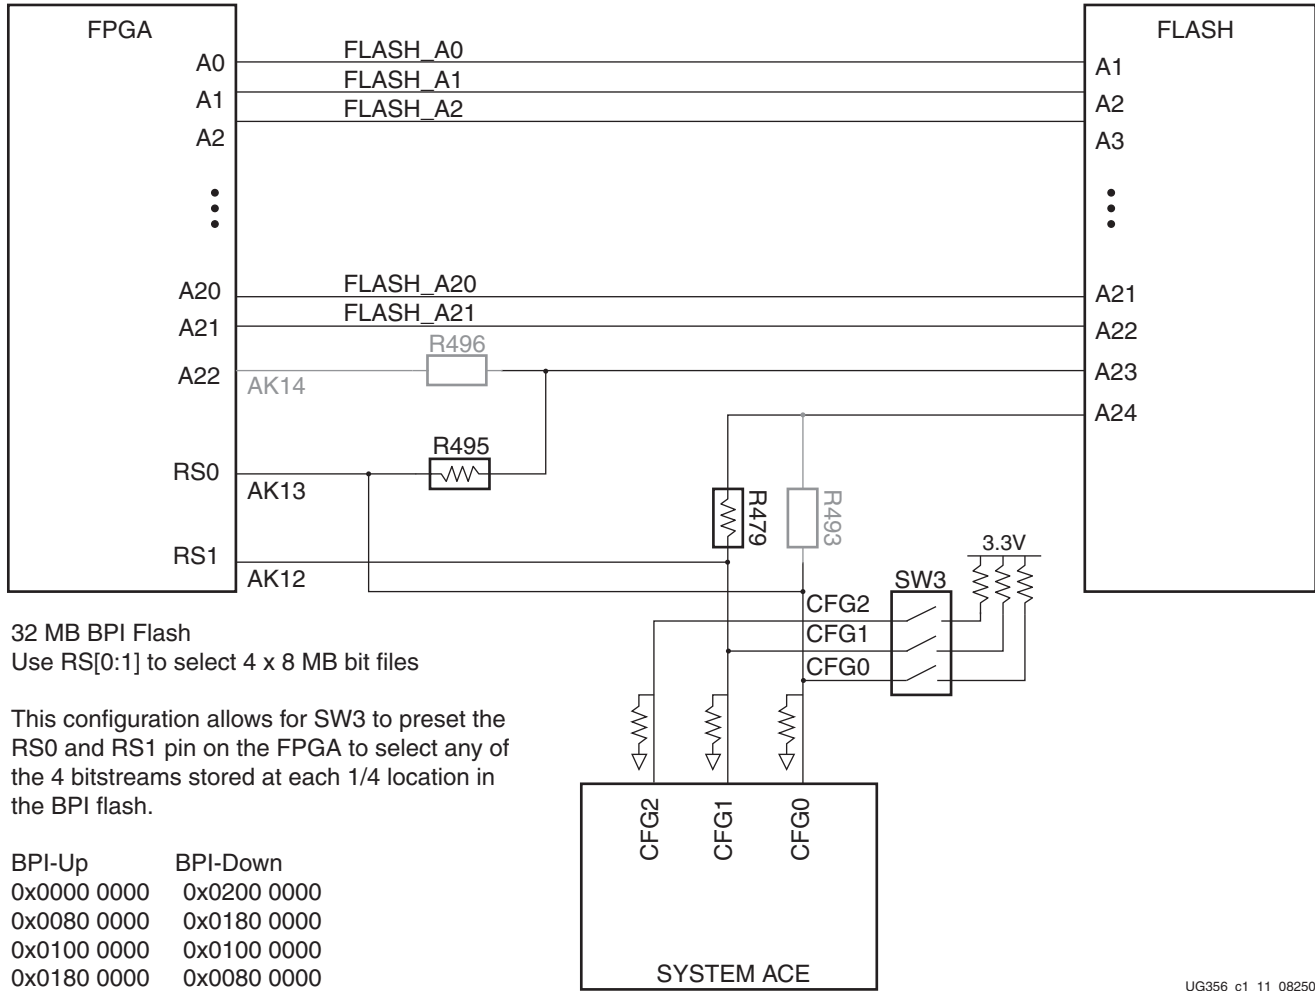 FPGA
FLASH
A0
FLASH_A0
A1
A1
FLASH_A1
A2
A2
FLASH_A2
A3
A20
FLASH_A20
A21
A21
FLASH_A21
A22
R496
A22
AK14
A23
A24
R495
RS0
AK13
R479
R493
RS1
AK12
3.3V
SW3
CFG2
CFG1
CFG0
32 MB BPI Flash
Use RS[0:1] to select 4 x 8 MB bit files
This configuration allows for SW3 to preset the
RS0 and RS1 pin on the FPGA to select any of
the 4 bitstreams stored at each 1/4 location in
the BPI flash.
CFG2
CFG1
CFG0
SYSTEM ACE
BPI-Up BPI-Down
0x0000 0000 0x0200 0000
0x0080 0000 0x0180 0000
0x0100 0000 0x0100 0000
0x0180 0000 0x0080 0000
UG356_c1_11_08250